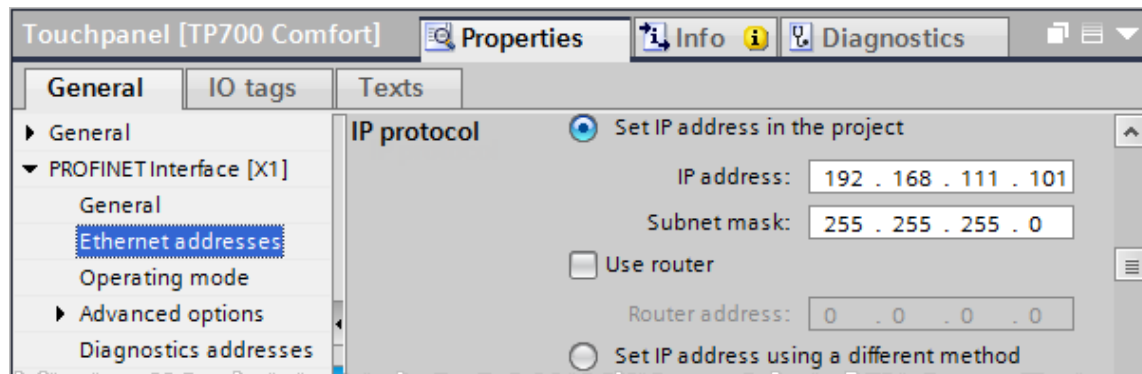 Touchpanel [TP700 Comfort] Properties Info Diagnostics
General IO tags Texts
General
PROFINET Interface [X1]
General
Ethernet addresses
Operating mode
Advanced options
Diagnostics addresses
IP protocol
Set IP address in the project
IP address: 192 . 168 . 111 . 101
Subnet mask: 255 . 255 . 255 . 0
Use router
Router address: 0 . 0 . 0 . 0
Set IP address using a different method